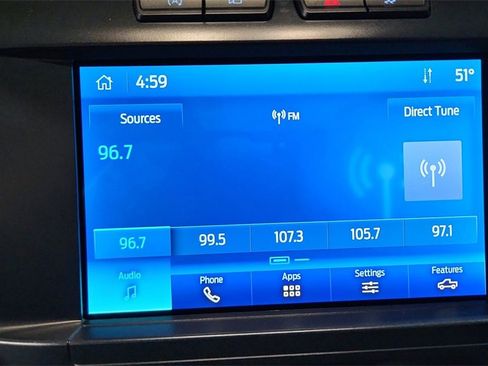 4:59 51°
Sources FM Direct Tune
96.7
96.7 99.5 107.3 105.7 97.1
Audio Phone Apps Settings Features